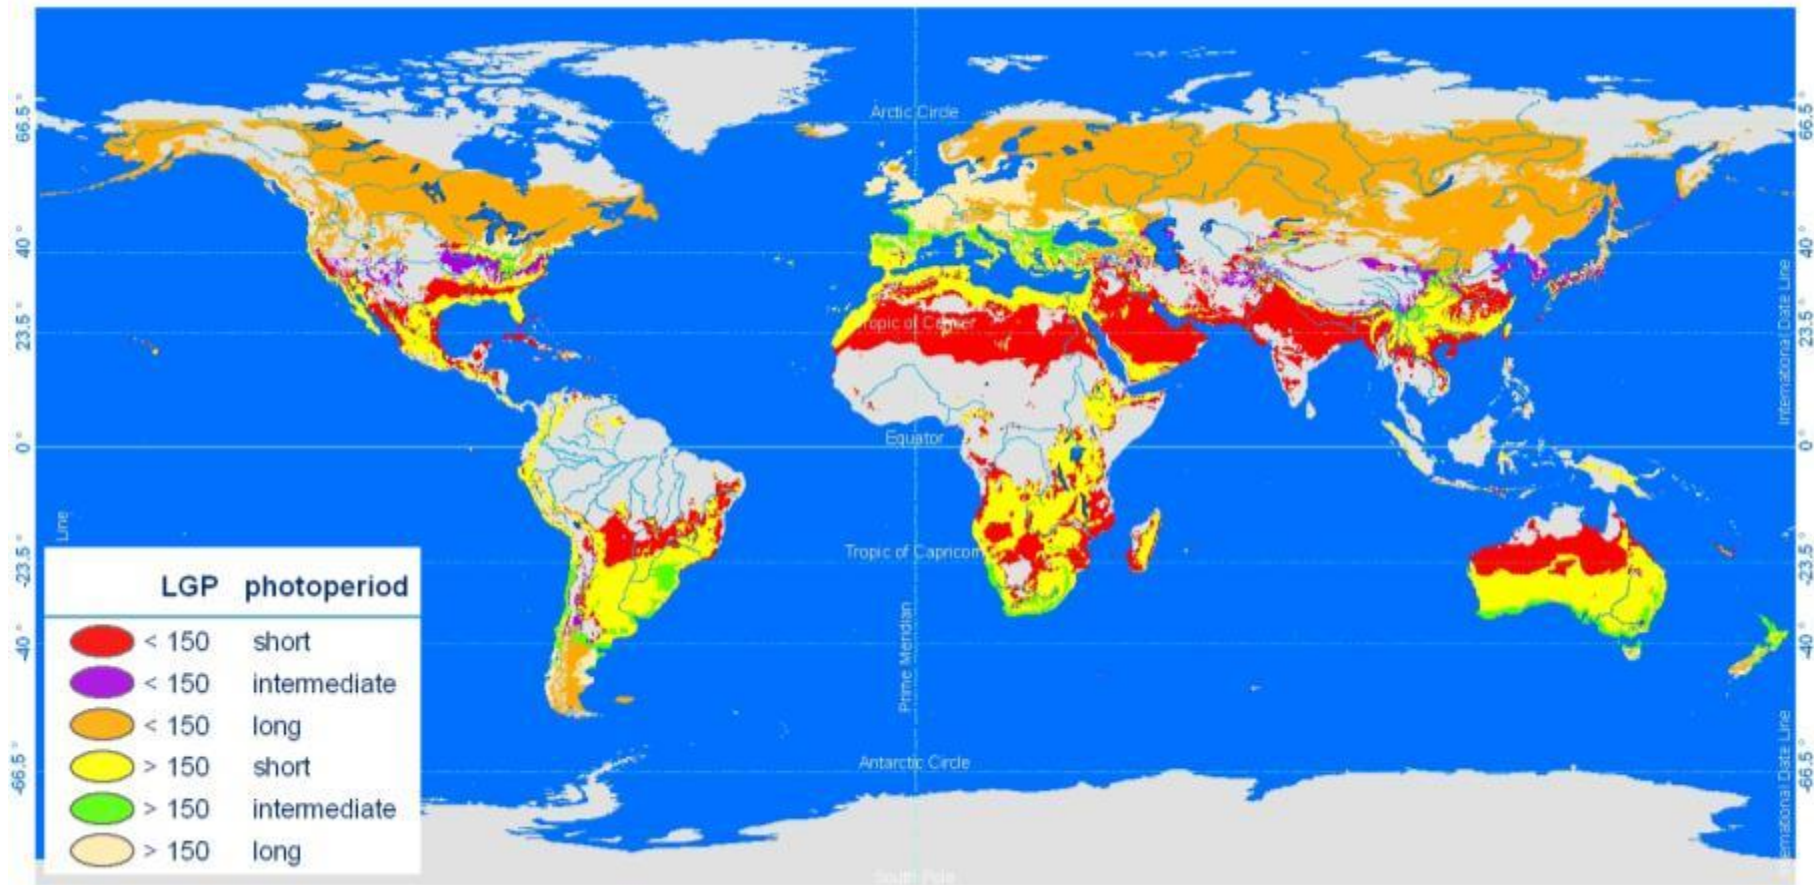 Arctic Circle
66.5 °
66.5 °
40 °
40 °
Tropic of Cancer
23.5 °
23.5 °
International Date Line
Equator
0 °
0 °
Line
Tropic of Capricorn
-23.5 °
-23.5 °
Prime Meridian
-40 °
-40 °
Antarctic Circle
-66.5 °
-66.5 °
International Date Line
South Pole
LGP photoperiod
< 150 short
< 150 intermediate
< 150 long
> 150 short
> 150 intermediate
> 150 long